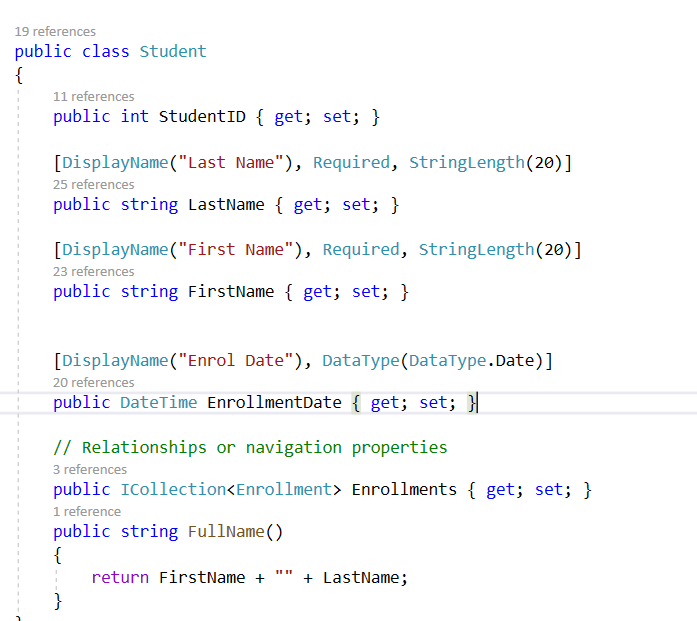 19 references
public class Student
{
11 references
public int StudentID { get; set; }
[DisplayName("Last Name"), Required, StringLength(20)]
25 references
public string LastName { get; set; }
[DisplayName("First Name"), Required, StringLength(20)]
23 references
public string FirstName { get; set; }
[DisplayName("Enrol Date"), DataType(DataType.Date)]
20 references
public DateTime EnrollmentDate { get; set; }
// Relationships or navigation properties
3 references
public ICollection<Enrollment> Enrollments { get; set; }
1 reference
public string FullName()
{
return FirstName + "" + LastName;
}
}